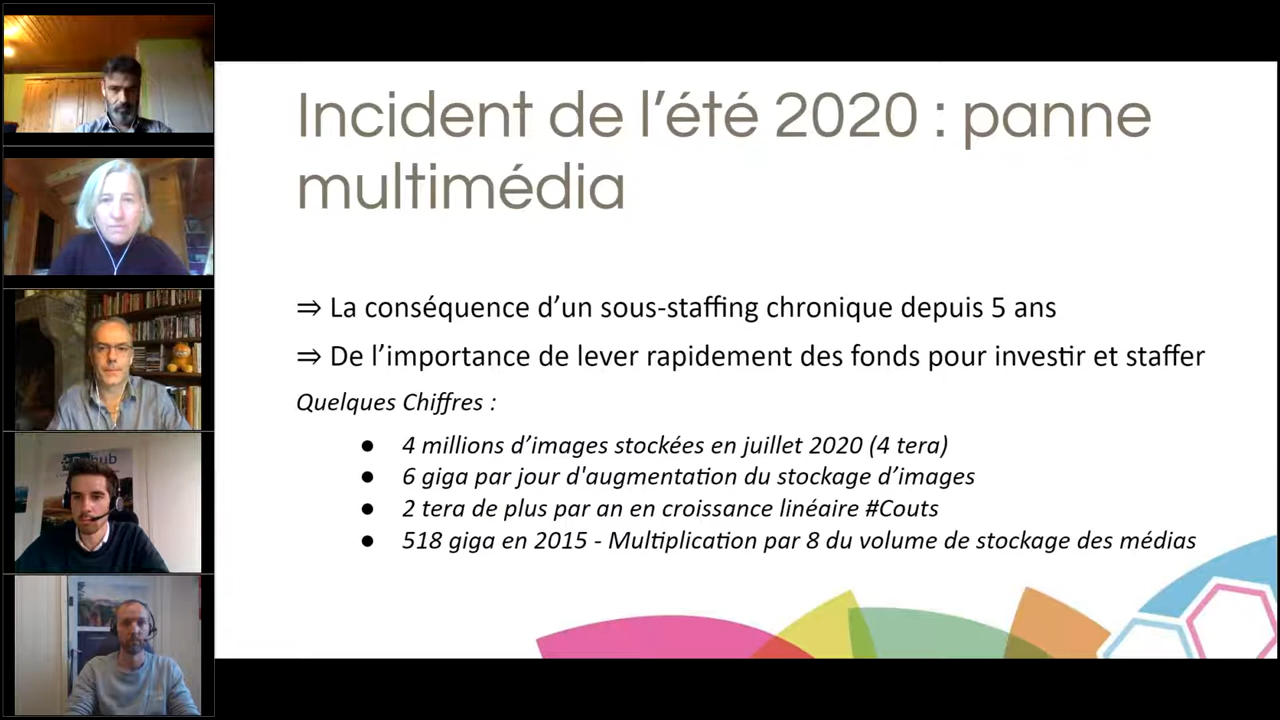 Incident de l’été 2020 : panne
multimédia
⇒ La conséquence d’un sous-staffing chronique depuis 5 ans
⇒ De l’importance de lever rapidement des fonds pour investir et staffer
Quelques Chiffres :
● 4 millions d’images stockées en juillet 2020 (4 tera)
● 6 giga par jour d'augmentation du stockage d’images
● 2 tera de plus par an en croissance linéaire #Couts
● 518 giga en 2015 - Multiplication par 8 du volume de stockage des médias